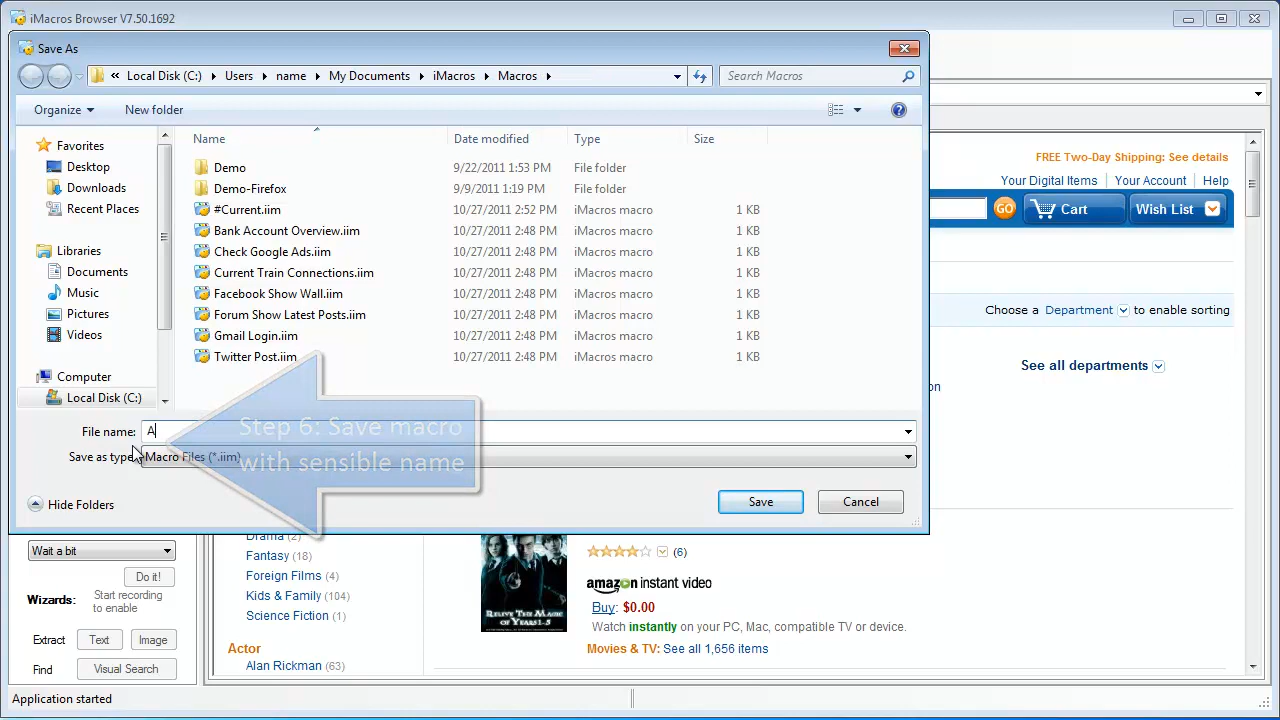 iMacros Browser V7.50.1692
Save As
« Local Disk (C:) Users name My Documents iMacros Macros
Search Macros
Organize New folder
Name Date modified Type Size
Favorites
Desktop
Downloads
Recent Places
Libraries
Documents
Music
Pictures
Videos
Computer
Local Disk (C:)
Demo 9/22/2011 1:53 PM File folder
Demo-Firefox 9/9/2011 1:19 PM File folder
#Current.iim 10/27/2011 2:52 PM iMacros macro 1 KB
Bank Account Overview.iim 10/27/2011 2:48 PM iMacros macro 1 KB
Check Google Ads.iim 10/27/2011 2:48 PM iMacros macro 1 KB
Current Train Connections.iim 10/27/2011 2:48 PM iMacros macro 1 KB
Facebook Show Wall.iim 10/27/2011 2:48 PM iMacros macro 1 KB
Forum Show Latest Posts.iim 10/27/2011 2:48 PM iMacros macro 1 KB
Gmail Login.iim 10/27/2011 2:48 PM iMacros macro 1 KB
Twitter Post.iim 10/27/2011 2:48 PM iMacros macro 1 KB
File name: A
Save as type: Macro Files (*.iim)
Step 6: Save macro
with sensible name
Hide Folders
Save Cancel
FREE Two-Day Shipping: See details
Your Digital Items Your Account Help
GO Cart Wish List
Choose a Department to enable sorting
See all departments
on
Wait a bit
Do it!
Wizards: Start recording
to enable
Extract Text Image
Find Visual Search
Drama (2)
Fantasy (18)
Foreign Films (4)
Kids & Family (104)
Science Fiction (1)
Actor
Alan Rickman (63)
RELIVE THE MAGIC
OF YEARS 1-5
(6)
amazon instant video
Buy: $0.00
Watch instantly on your PC, Mac, compatible TV or device.
Movies & TV: See all 1,656 items
Application started